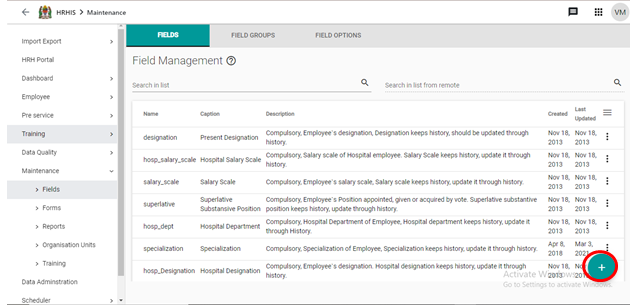 HRHIS > Maintenance
VM
Import Export
HRH Portal
Dashboard
Employee
Pre service
Training
Data Quality
Maintenance
Fields
Forms
Reports
Organisation Units
Training
Data Adminstration
Scheduler
FIELDS FIELD GROUPS FIELD OPTIONS
Field Management
Search in list Search in list from remote
Name Caption Description Created Last
Updated
designation Present Designation Compulsory, Employee's designation, Designation keeps history, should be updated through Nov 18, Nov 18,
history. 2013 2013
hosp_salary_scale Hospital Salary Scale Compulsory, Salary scale of Hospital employee. Salary Scale keeps history, update it through Nov 18, Nov 18,
history. 2013 2013
salary_scale Salary Scale Compulsory, Employee's salary scale, Salary scale keeps history, update it through history. Nov 18, Nov 18,
2013 2013
superlative Superlative Compulsory, Employee's Position appointed, given or acquired by vote. Superlative substantive Nov 18, Nov 18,
Substansive Position position keeps history, update through history. 2013 2013
hosp_dept Hospital Department Compulsory, Hospital Department of Employee, Hospital department keeps history, update it Nov 18, Nov 18,
through History. 2013 2013
specialization Specialization Compulsory, Specialization of Employee, Specialization keeps history, update it through history. Apr 8, Mar 3,
2018 2021
hosp_Designation Hospital Designation Compulsory, Employee's designation. Hospital designation keeps history, update it through Nov 18,
history. 2013
Activate Windows
Go to Settings to activate Windows